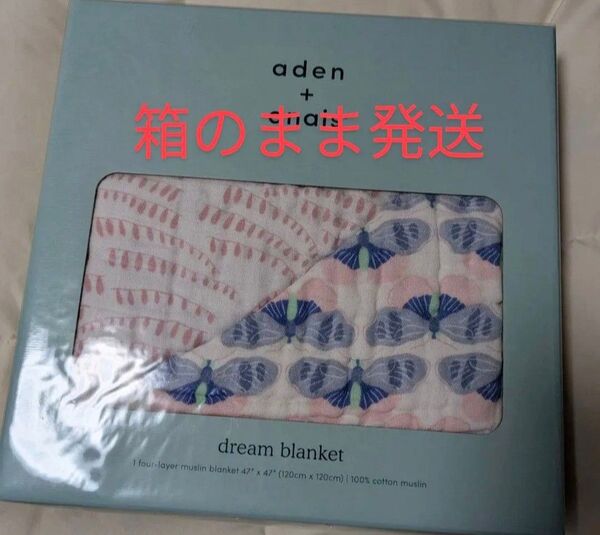 aden
+
anais
箱のまま発送
dream blanket
1 four-layer muslin blanket 47" x 47" (120cm x 120cm) | 100% cotton muslin